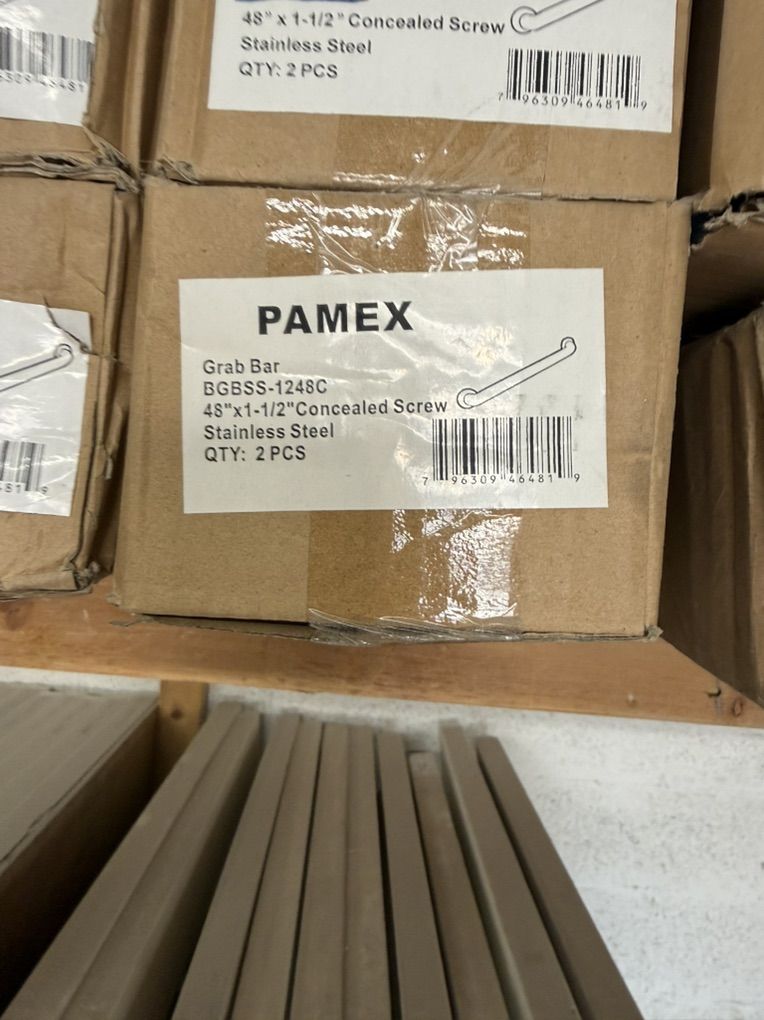 48" x 1-1/2" Concealed Screw
Stainless Steel
QTY: 2 PCS
7 96309 46481 9
PAMEX
Grab Bar
BGBSS-1248C
48"x1-1/2"Concealed Screw
Stainless Steel
QTY: 2 PCS
7 96309 46481 9